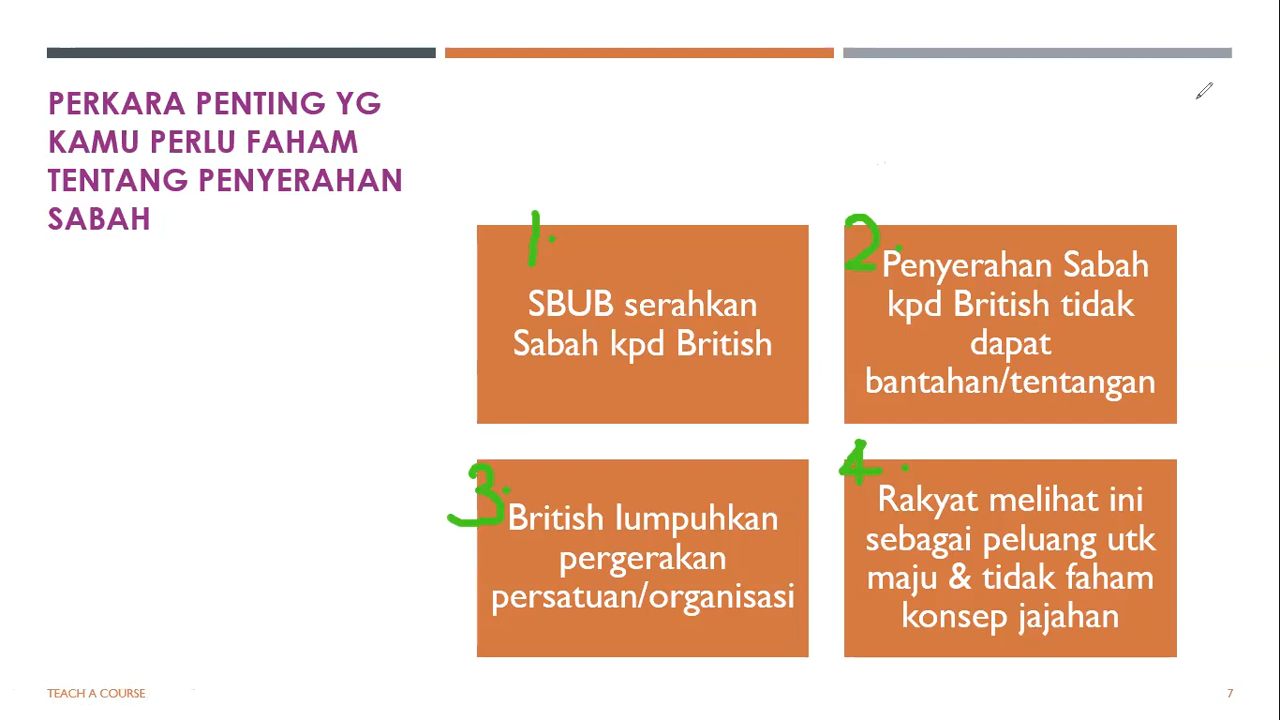 PERKARA PENTING YG
KAMU PERLU FAHAM
TENTANG PENYERAHAN
SABAH
1.
SBUB serahkan
Sabah kpd British
2.
Penyerahan Sabah
kpd British tidak
dapat
bantahan/tentangan
3.
British lumpuhkan
pergerakan
persatuan/organisasi
4.
Rakyat melihat ini
sebagai peluang utk
maju & tidak faham
konsep jajahan
TEACH A COURSE
7